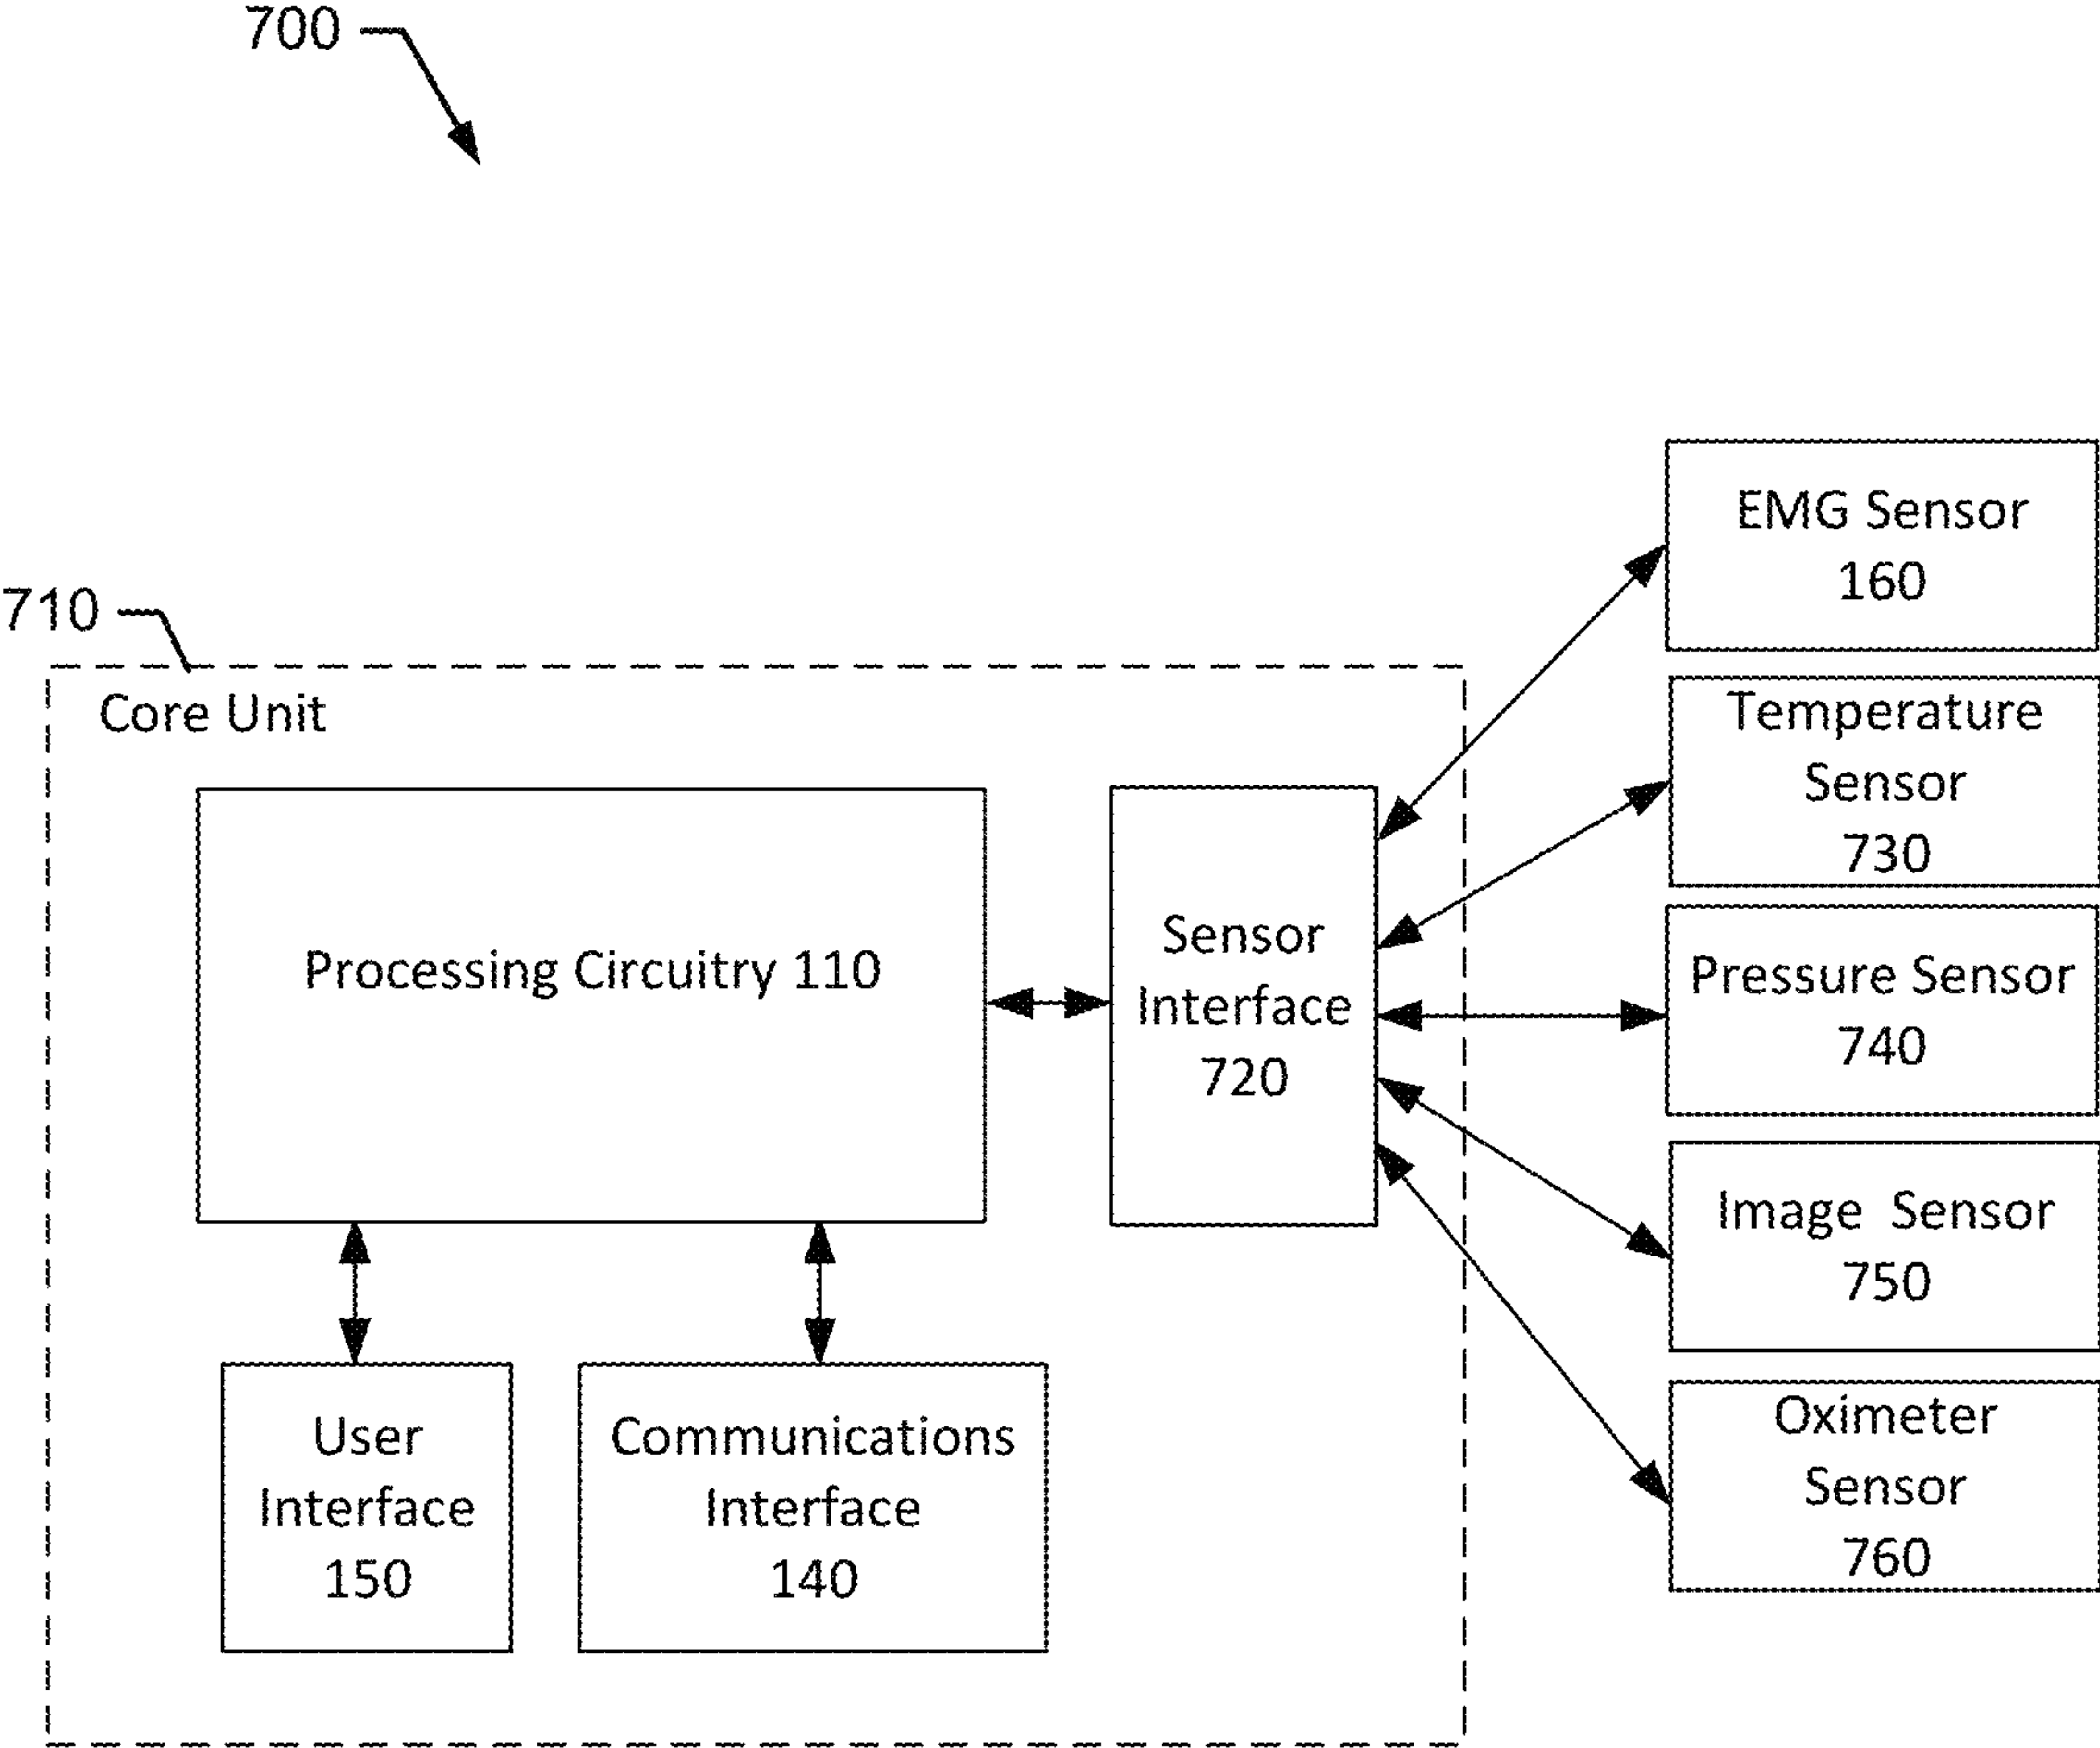 700
710
Core Unit
Processing Circuitry 110
Sensor
Interface
720
User
Interface
150
Communications
Interface
140
EMG Sensor
160
Temperature
Sensor
730
Pressure Sensor
740
Image Sensor
750
Oximeter
Sensor
760